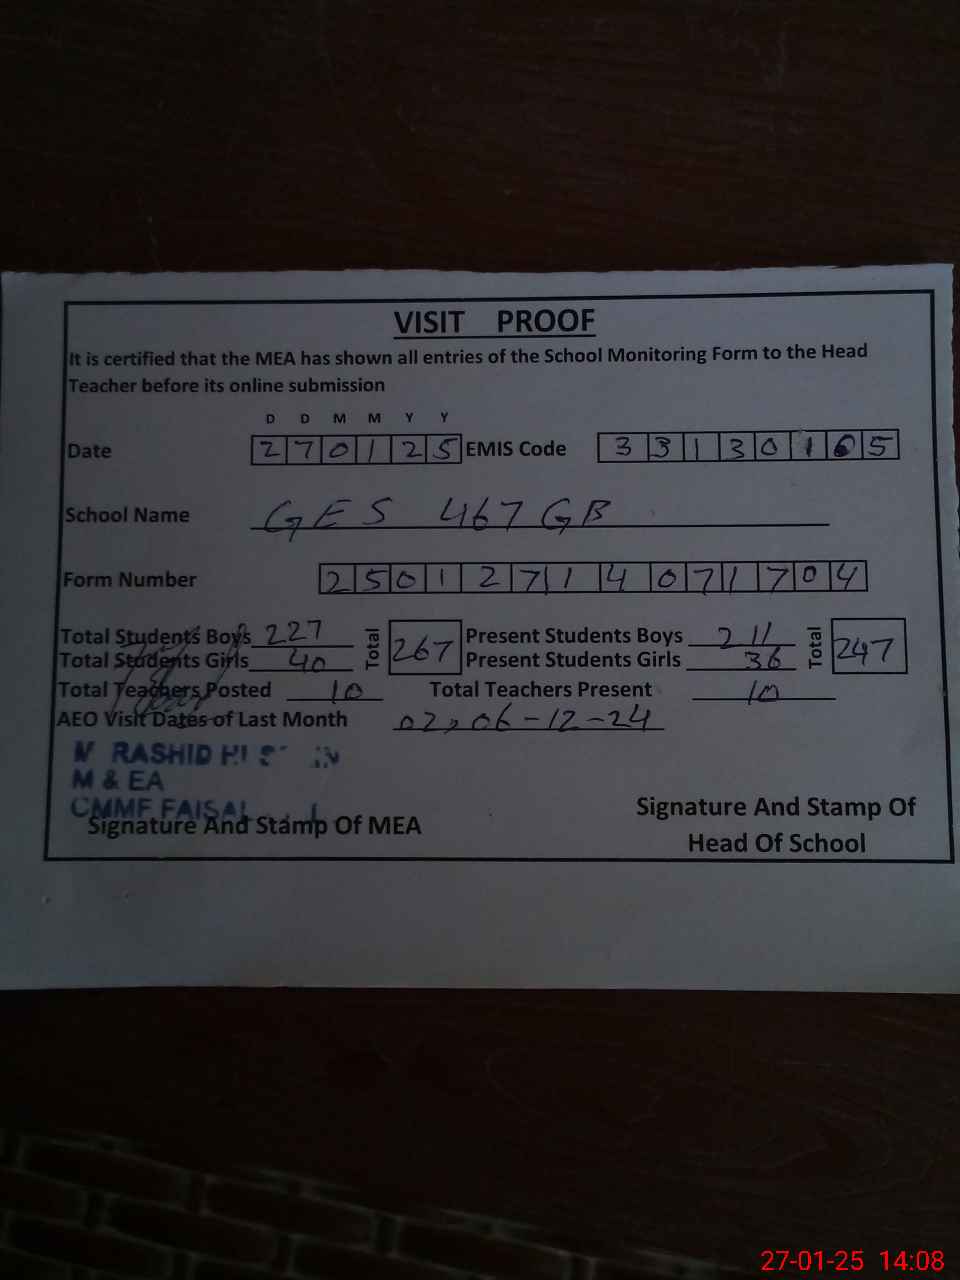 VISIT PROOF
It is certified that the MEA has shown all entries of the School Monitoring Form to the Head
Teacher before its online submission
D D M M Y Y
Date 270125 EMIS Code 33130165
School Name GES 467 GB
Form Number 25012714071704
Total Students Boys 227 Total 267 Present Students Boys 211 Total 247
Total Students Girls 40 Present Students Girls 36
Total Teachers Posted 10 Total Teachers Present 10
AEO Visit Dates of Last Month 02, 06-12-24
RASHID
M & EA
CMMF FAISAL
Signature And Stamp Of MEA
Signature And Stamp Of
Head Of School
27-01-25 14:08